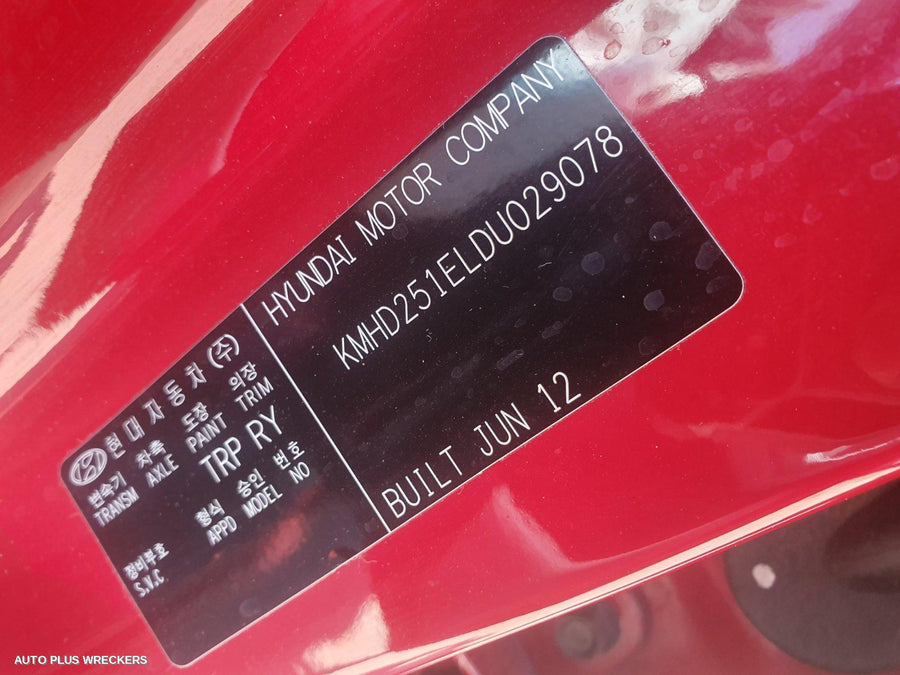 현대자동차(주)
변속기 차축 도장 의장
TRANSM AXLE PAINT TRIM
TRP RY
형식 승인 번호
APPD MODEL NO
정비부호
S.V.C
HYUNDAI MOTOR COMPANY
KMHD251ELDU029078
BUILT JUN 12
AUTO PLUS WRECKERS